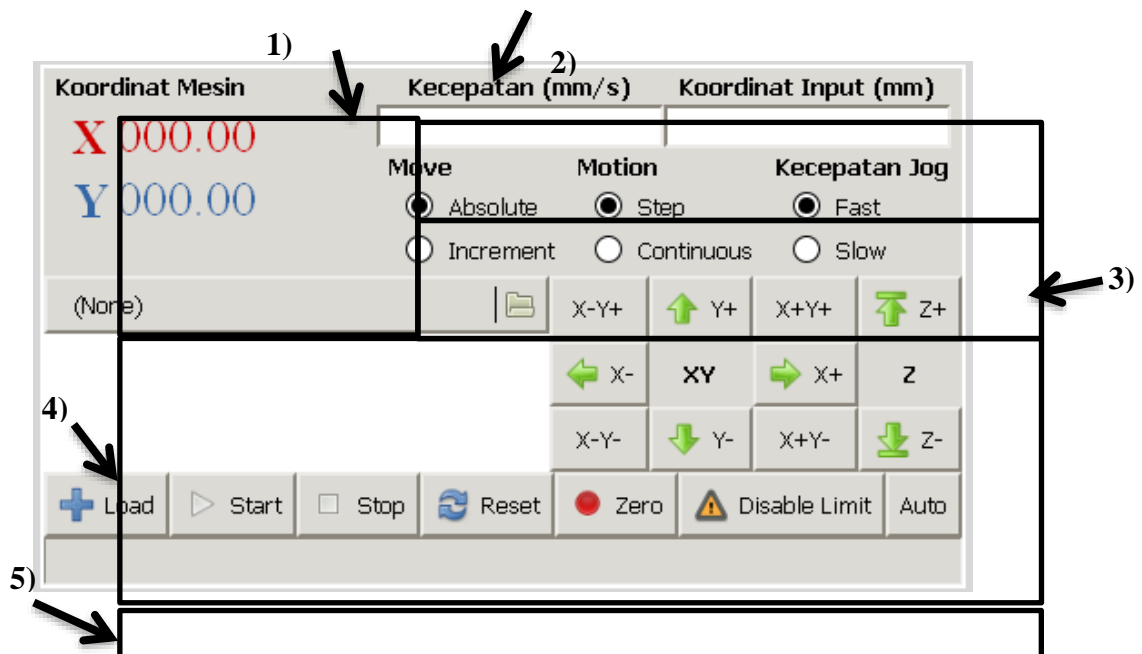 1)
2)
Koordinat Mesin Kecepatan (mm/s) Koordinat Input (mm)
X 000.00
Move Motion Kecepatan Jog
Y 000.00
Absolute Step Fast
Increment Continuous Slow
3)
(None) X-Y+ Y+ X+Y+ Z+
X- XY X+ Z
4)
X-Y- Y- X+Y- Z-
Load Start Stop Reset Zero Disable Limit Auto
5)